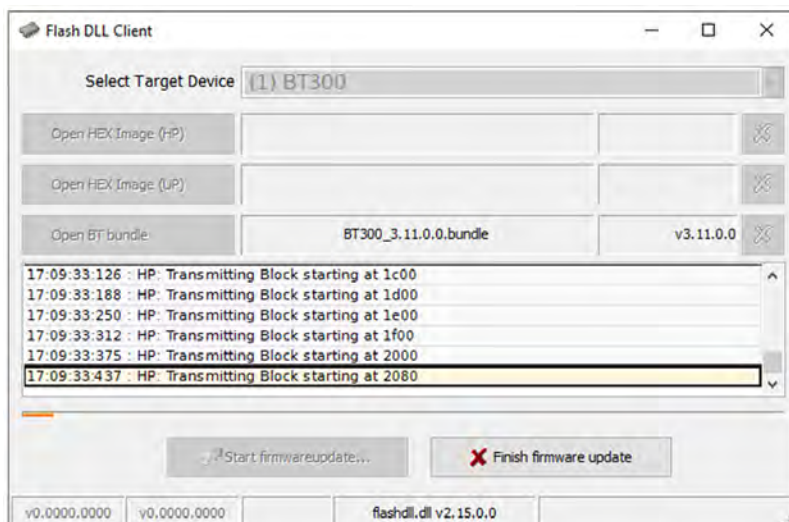 Flash DLL Client
Select Target Device (1) BT300
Open HEX Image (HP)
Open HEX Image (UP)
Open BT bundle BT300_3.11.0.0.bundle v3.11.0.0
17:09:33:126 : HP: Transmitting Block starting at 1c00
17:09:33:188 : HP: Transmitting Block starting at 1d00
17:09:33:250 : HP: Transmitting Block starting at 1e00
17:09:33:312 : HP: Transmitting Block starting at 1f00
17:09:33:375 : HP: Transmitting Block starting at 2000
17:09:33:437 : HP: Transmitting Block starting at 2080
Start firmwareupdate... Finish firmware update
v0.0000.0000 v0.0000.0000 flashdll.dll v2.15.0.0